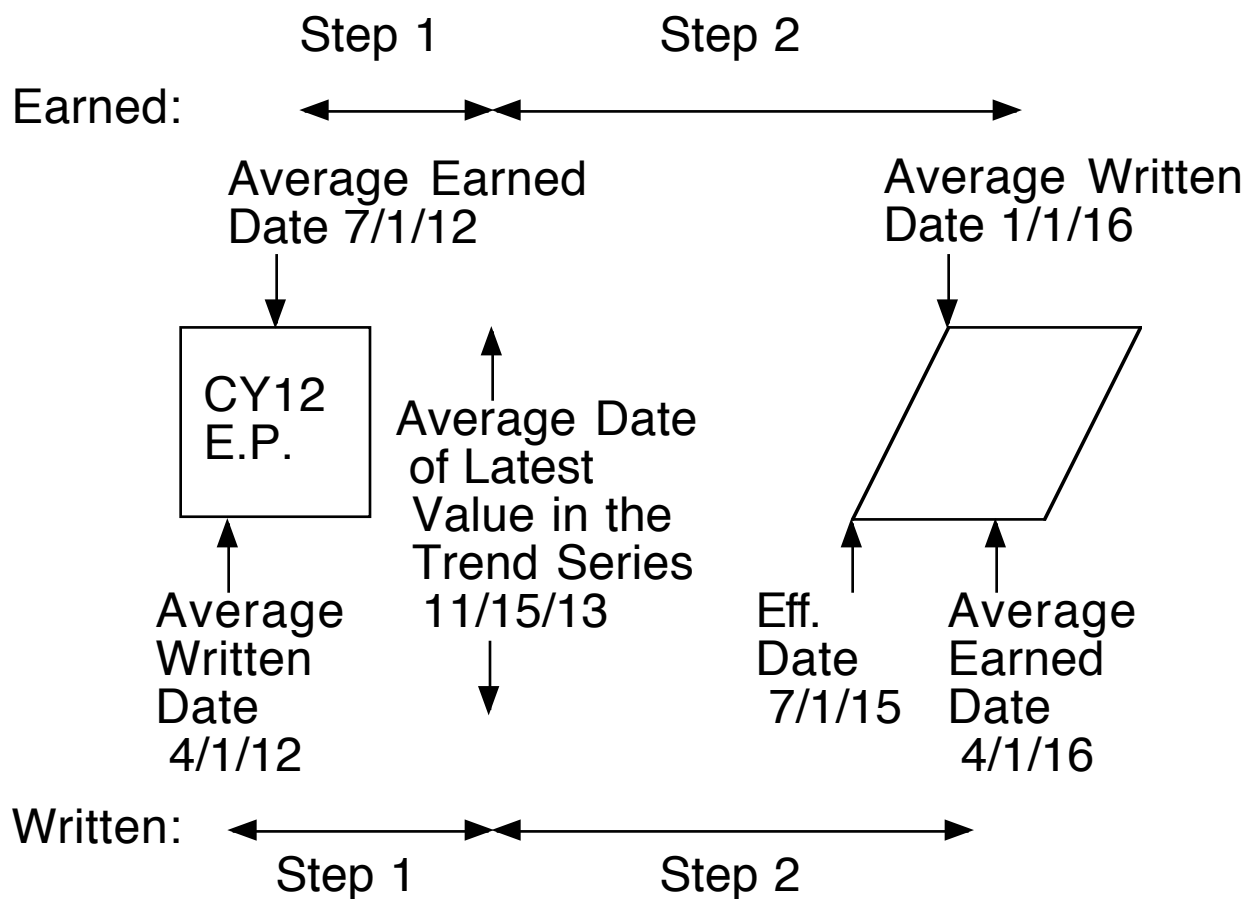 Step 1 Step 2
Earned:
Average Earned
Date 7/1/12
Average Written
Date 1/1/16
CY12
E.P.
Average Date
of Latest
Value in the
Trend Series
11/15/13
Average
Written
Date
4/1/12
Eff.
Date
7/1/15
Average
Earned
Date
4/1/16
Written:
Step 1 Step 2